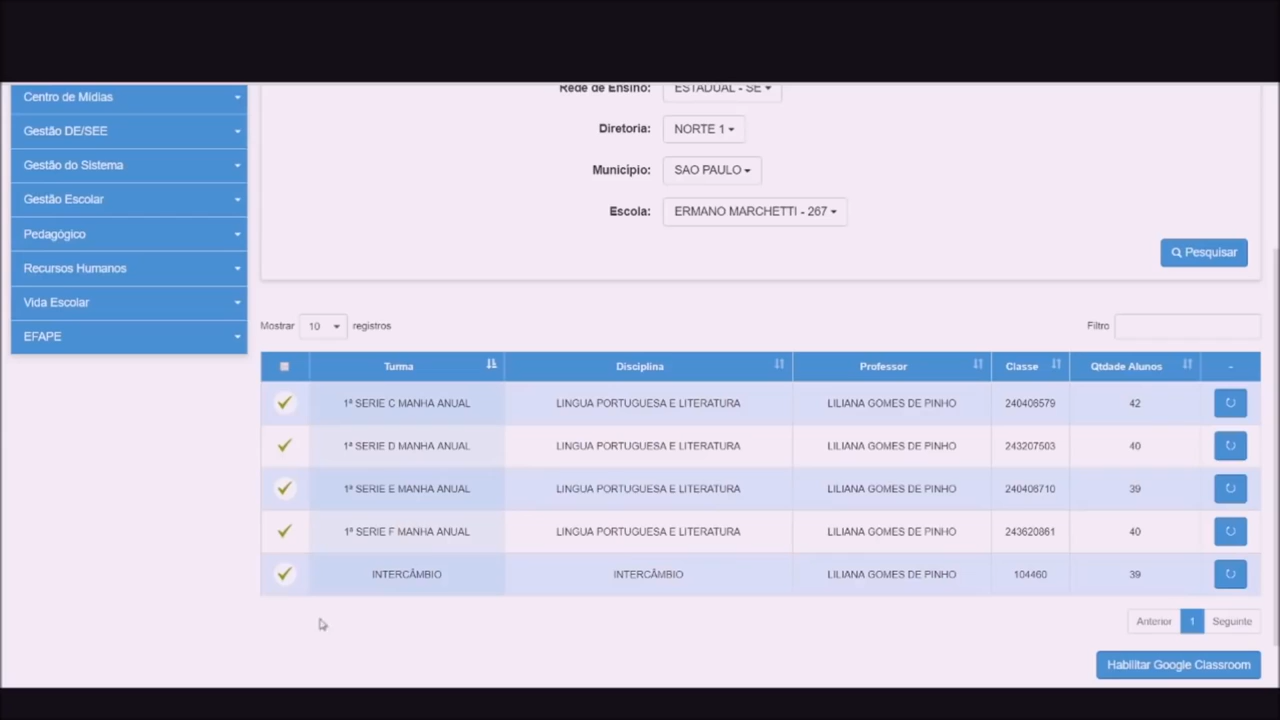 Centro de Mídias
Gestão DE/SEE
Gestão do Sistema
Gestão Escolar
Pedagógico
Recursos Humanos
Vida Escolar
EFAPE
Rede de Ensino: ESTADUAL - SE
Diretoria: NORTE 1
Município: SAO PAULO
Escola: ERMANO MARCHETTI - 267
Pesquisar
Mostrar 10 registros
Filtro
Turma Disciplina Professor Classe Qtdade Alunos -
1ª SERIE C MANHA ANUAL LINGUA PORTUGUESA E LITERATURA LILIANA GOMES DE PINHO 240406579 42
1ª SERIE D MANHA ANUAL LINGUA PORTUGUESA E LITERATURA LILIANA GOMES DE PINHO 243207503 40
1ª SERIE E MANHA ANUAL LINGUA PORTUGUESA E LITERATURA LILIANA GOMES DE PINHO 240406710 39
1ª SERIE F MANHA ANUAL LINGUA PORTUGUESA E LITERATURA LILIANA GOMES DE PINHO 243620861 40
INTERCÂMBIO INTERCÂMBIO LILIANA GOMES DE PINHO 104460 39
Anterior 1 Seguinte
Habilitar Google Classroom